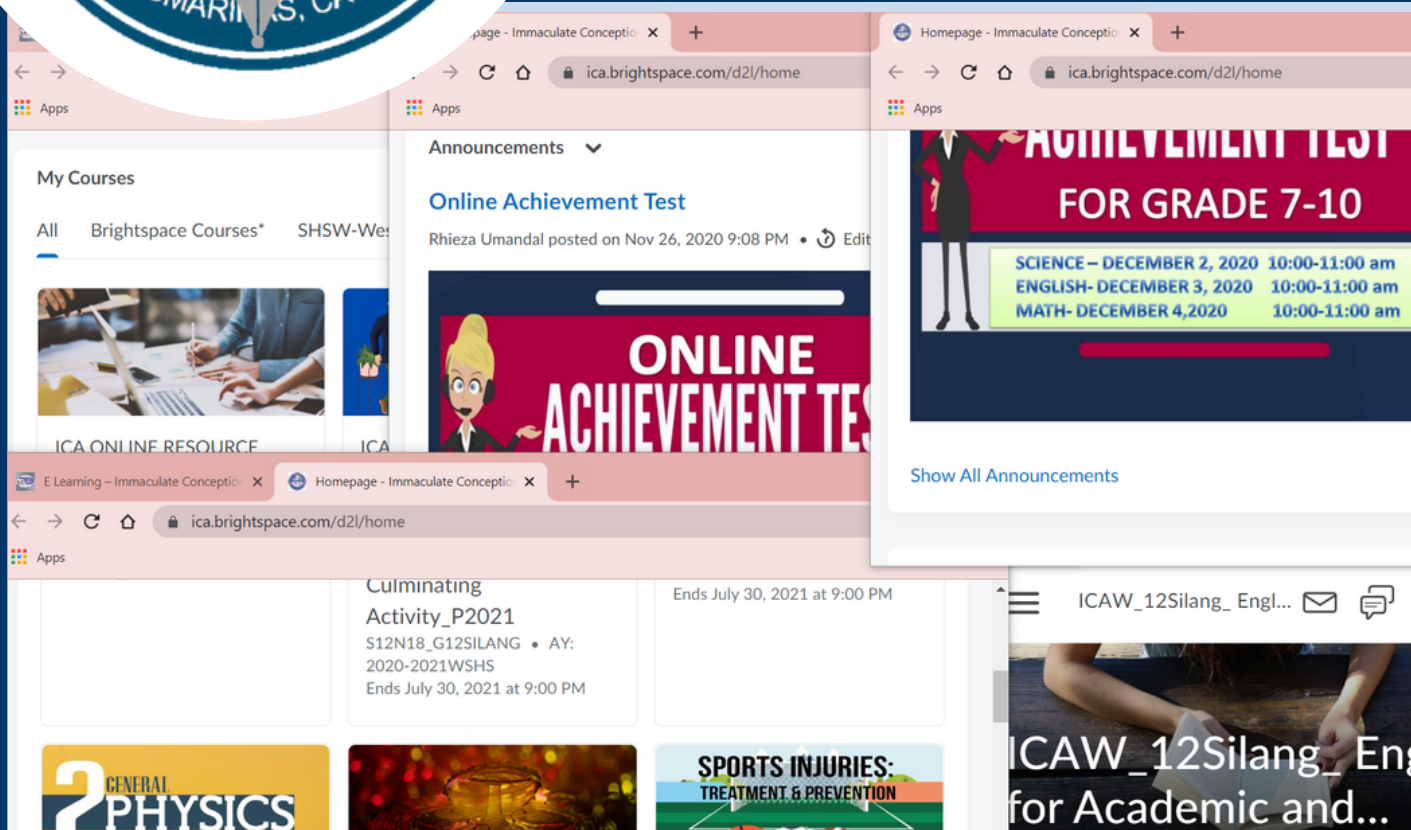 SMARIÑAS, CA
page - Immaculate Conceptio
ica.brightspace.com/d2l/home
Apps
Apps
Announcements
Online Achievement Test
Rhieza Umandal posted on Nov 26, 2020 9:08 PM • Edit
ONLINE
ACHIEVEMENT TES
Homepage - Immaculate Conceptio
ica.brightspace.com/d2l/home
Apps
ACHIEVEMENT TEST
FOR GRADE 7-10
SCIENCE – DECEMBER 2, 2020 10:00-11:00 am
ENGLISH- DECEMBER 3, 2020 10:00-11:00 am
MATH- DECEMBER 4,2020 10:00-11:00 am
Show All Announcements
My Courses
All Brightspace Courses* SHSW-Wes
ICA ONLINE RESOURCE
ICA
E Learning – Immaculate Conceptio
Homepage - Immaculate Conceptio
ica.brightspace.com/d2l/home
Apps
Culminating
Activity_P2021
S12N18_G12SILANG • AY:
2020-2021WSHS
Ends July 30, 2021 at 9:00 PM
Ends July 30, 2021 at 9:00 PM
GENERAL
PHYSICS
2
SPORTS INJURIES:
TREATMENT & PREVENTION
ICAW_12Silang_ Engl...
ICAW_12Silang_ Eng
for Academic and...